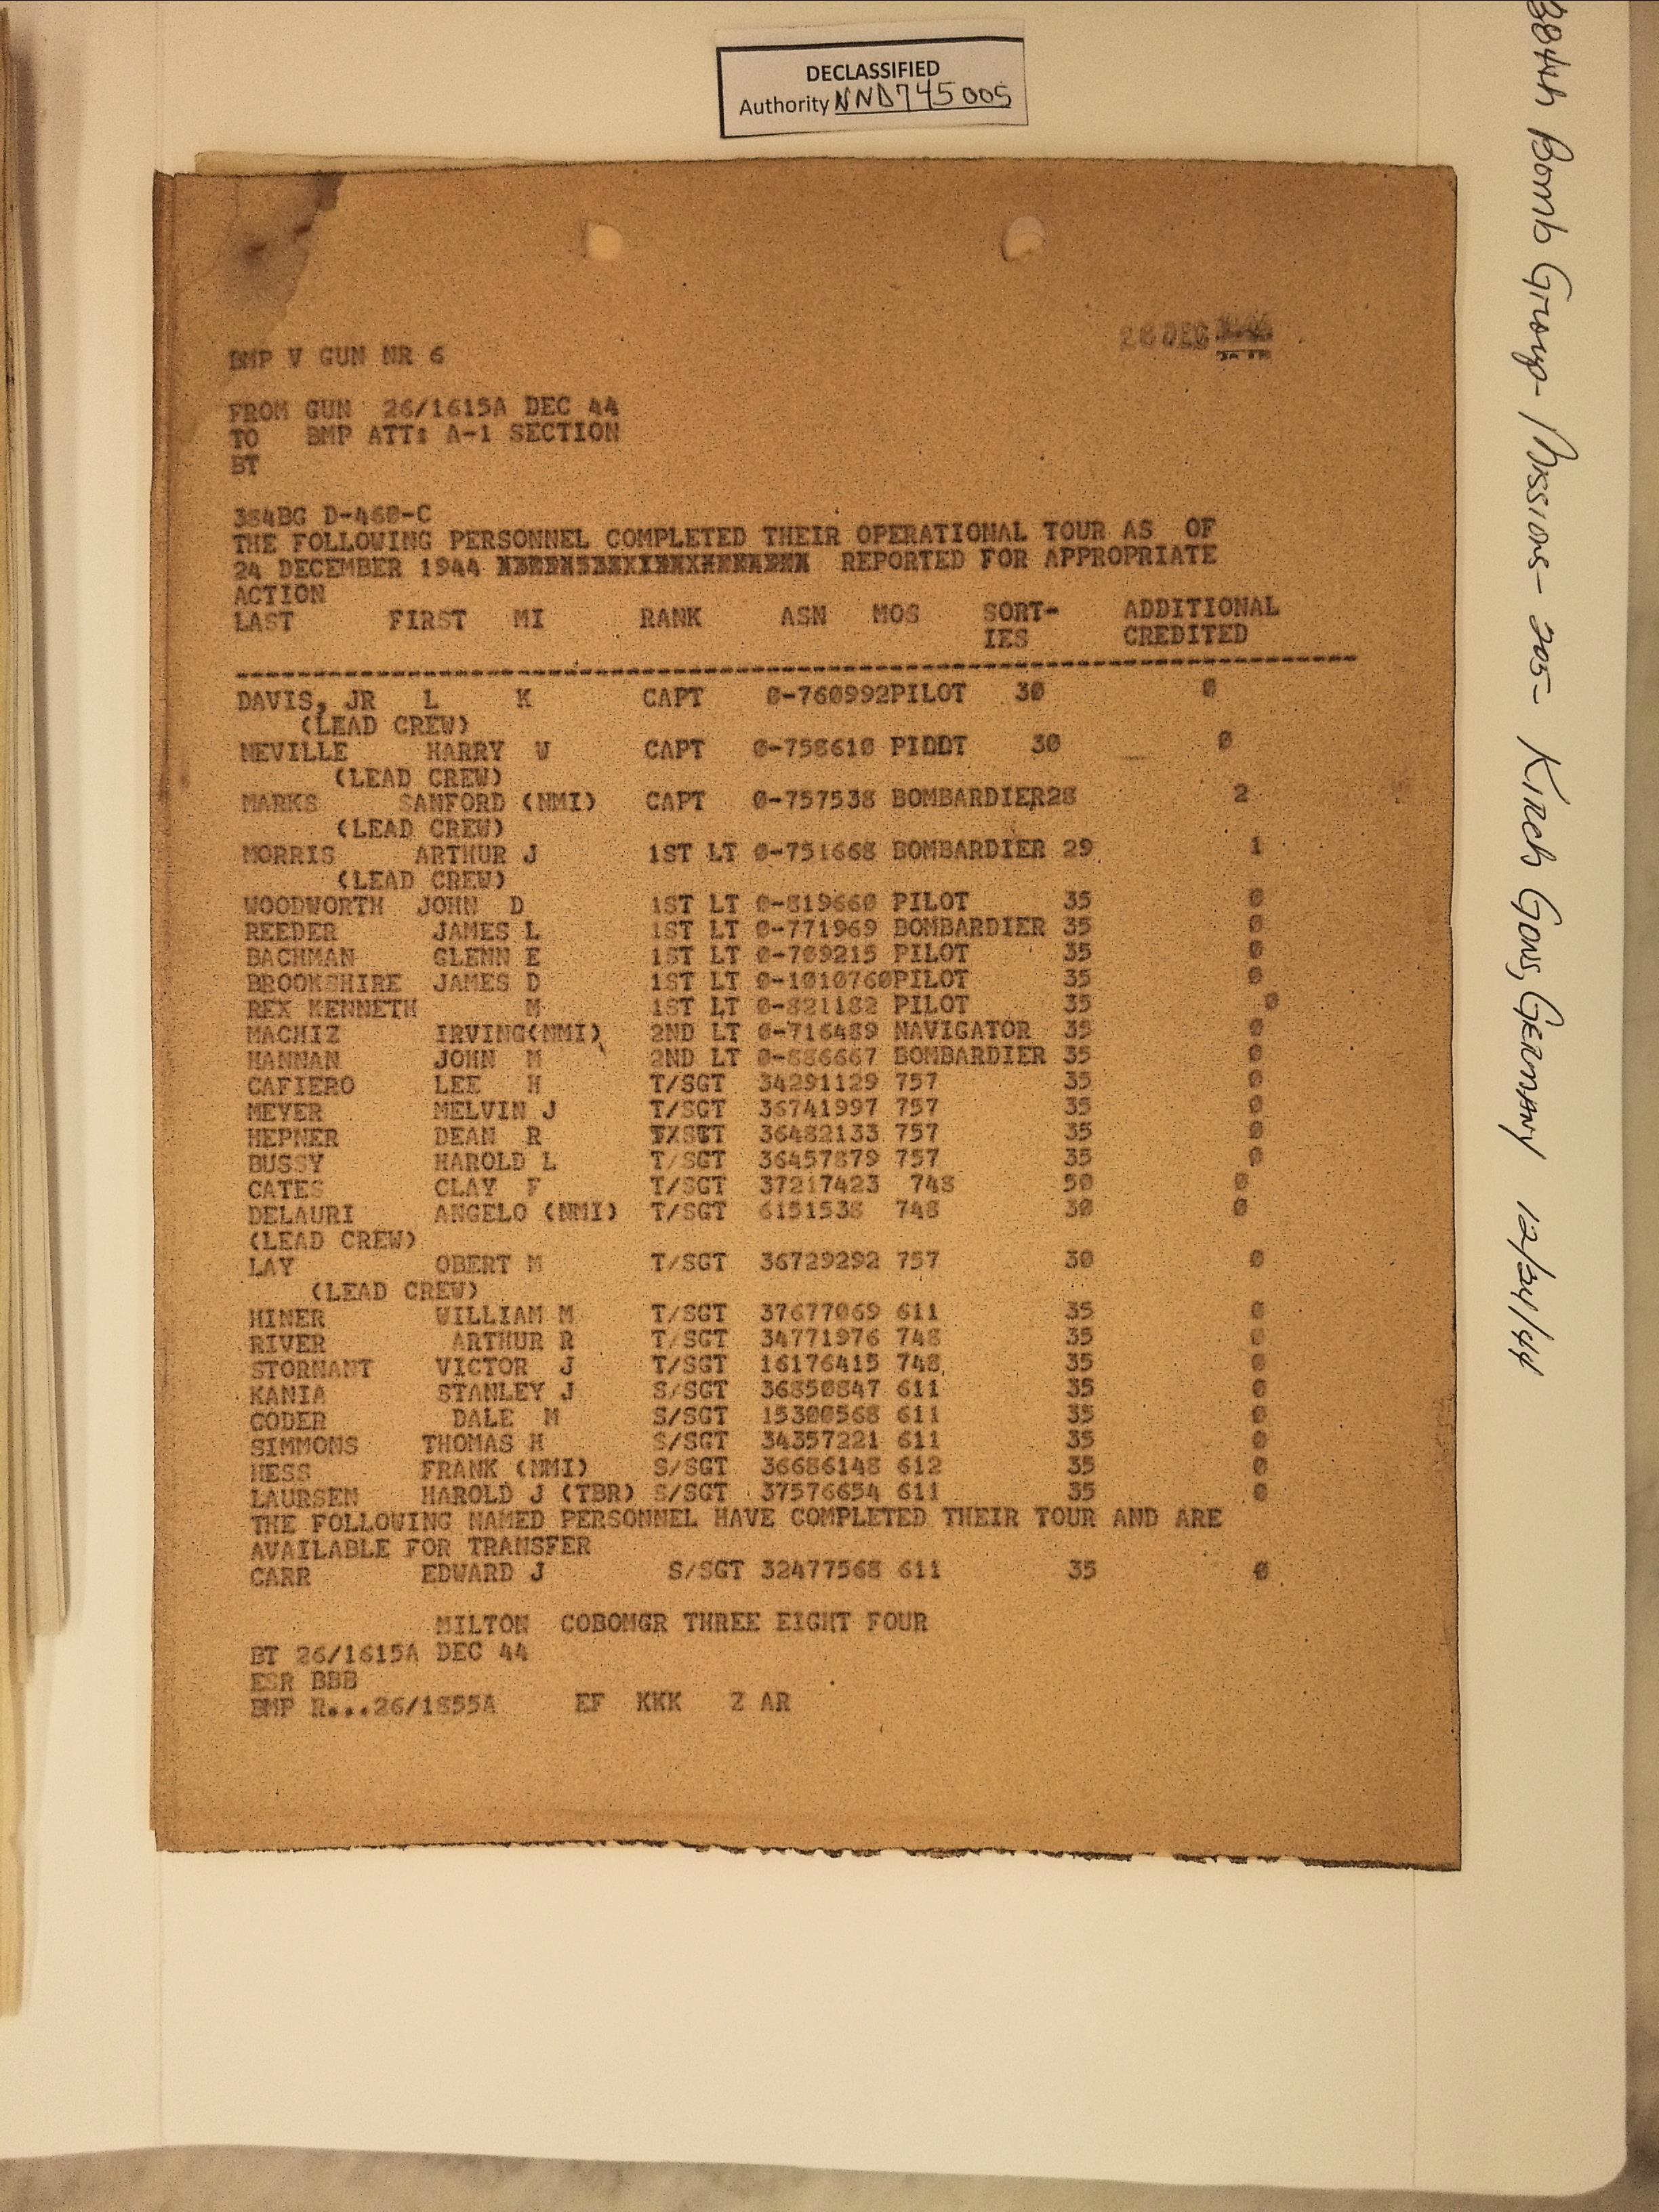 DECLASSIFIED
Authority NND745005
384th Bomb Group- Missions- 205- Kirch Gons, Germany 12/24/44
26 DEC
BMP V GUN NR 6
FROM GUN 26/1615A DEC 44
TO BMP ATT: A-1 SECTION
BT
384BG D-460-C
THE FOLLOWING PERSONNEL COMPLETED THEIR OPERATIONAL TOUR AS OF
24 DECEMBER 1944 REPORTED FOR APPROPRIATE
ACTION
LAST FIRST MI RANK ASN MOS SORT- ADDITIONAL
IES CREDITED
DAVIS, JR L K CAPT 0-760992PILOT 30 0
(LEAD CREW)
NEVILLE HARRY W CAPT 0-758610 PIDDT 30 0
(LEAD CREW)
MARKS SANFORD (NMI) CAPT 0-757538 BOMBARDIER28 2
(LEAD CREW)
MORRIS ARTHUR J 1ST LT 0-751668 BOMBARDIER 29 1
(LEAD CREW)
WOODWORTH JOHN D 1ST LT 0-819660 PILOT 35 0
REEDER JAMES L 1ST LT 0-771969 BOMBARDIER 35 0
BACHMAN GLENN E 1ST LT 0-709215 PILOT 35 0
BROOKSHIRE JAMES D 1ST LT 0-1010760PILOT 35 0
REX KENNETH M 1ST LT 0-821182 PILOT 35 0
MACHIZ IRVING(NMI) 2ND LT 0-716489 NAVIGATOR 35 0
HANNAN JOHN M 2ND LT 0-886667 BOMBARDIER 35 0
CAFIERO LEE H T/SGT 34291129 757 35 0
MEYER MELVIN J T/SGT 36741997 757 35 0
HEPNER DEAN R 36482133 757 35 0
BUSSY HAROLD L T/SGT 36457879 757 35 0
CATES CLAY F T/SGT 37217423 748 50 0
DELAURI ANGELO (NMI) T/SGT 6151538 748 30 0
(LEAD CREW)
LAY OBERT M T/SGT 36729292 757 30 0
(LEAD CREW)
HINER WILLIAM M T/SGT 37677069 611 35 0
RIVER ARTHUR R T/SGT 34771976 748 35 0
STORNANT VICTOR J T/SGT 16176415 748 35 0
KANIA STANLEY J S/SGT 36850847 611 35 0
CODER DALE M S/SGT 15300568 611 35 0
SIMMONS THOMAS H S/SGT 34357221 611 35 0
HESS FRANK (NMI) S/SGT 36686148 612 35 0
LAURSEN HAROLD J (TBR) S/SGT 37576654 611 35 0
THE FOLLOWING NAMED PERSONNEL HAVE COMPLETED THEIR TOUR AND ARE
AVAILABLE FOR TRANSFER
CARR EDWARD J S/SGT 32477568 611 35 0
MILTON COBOMGR THREE EIGHT FOUR
BT 26/1615A DEC 44
ESR BBB
BMP R...26/1855A EF KKK 2 AR